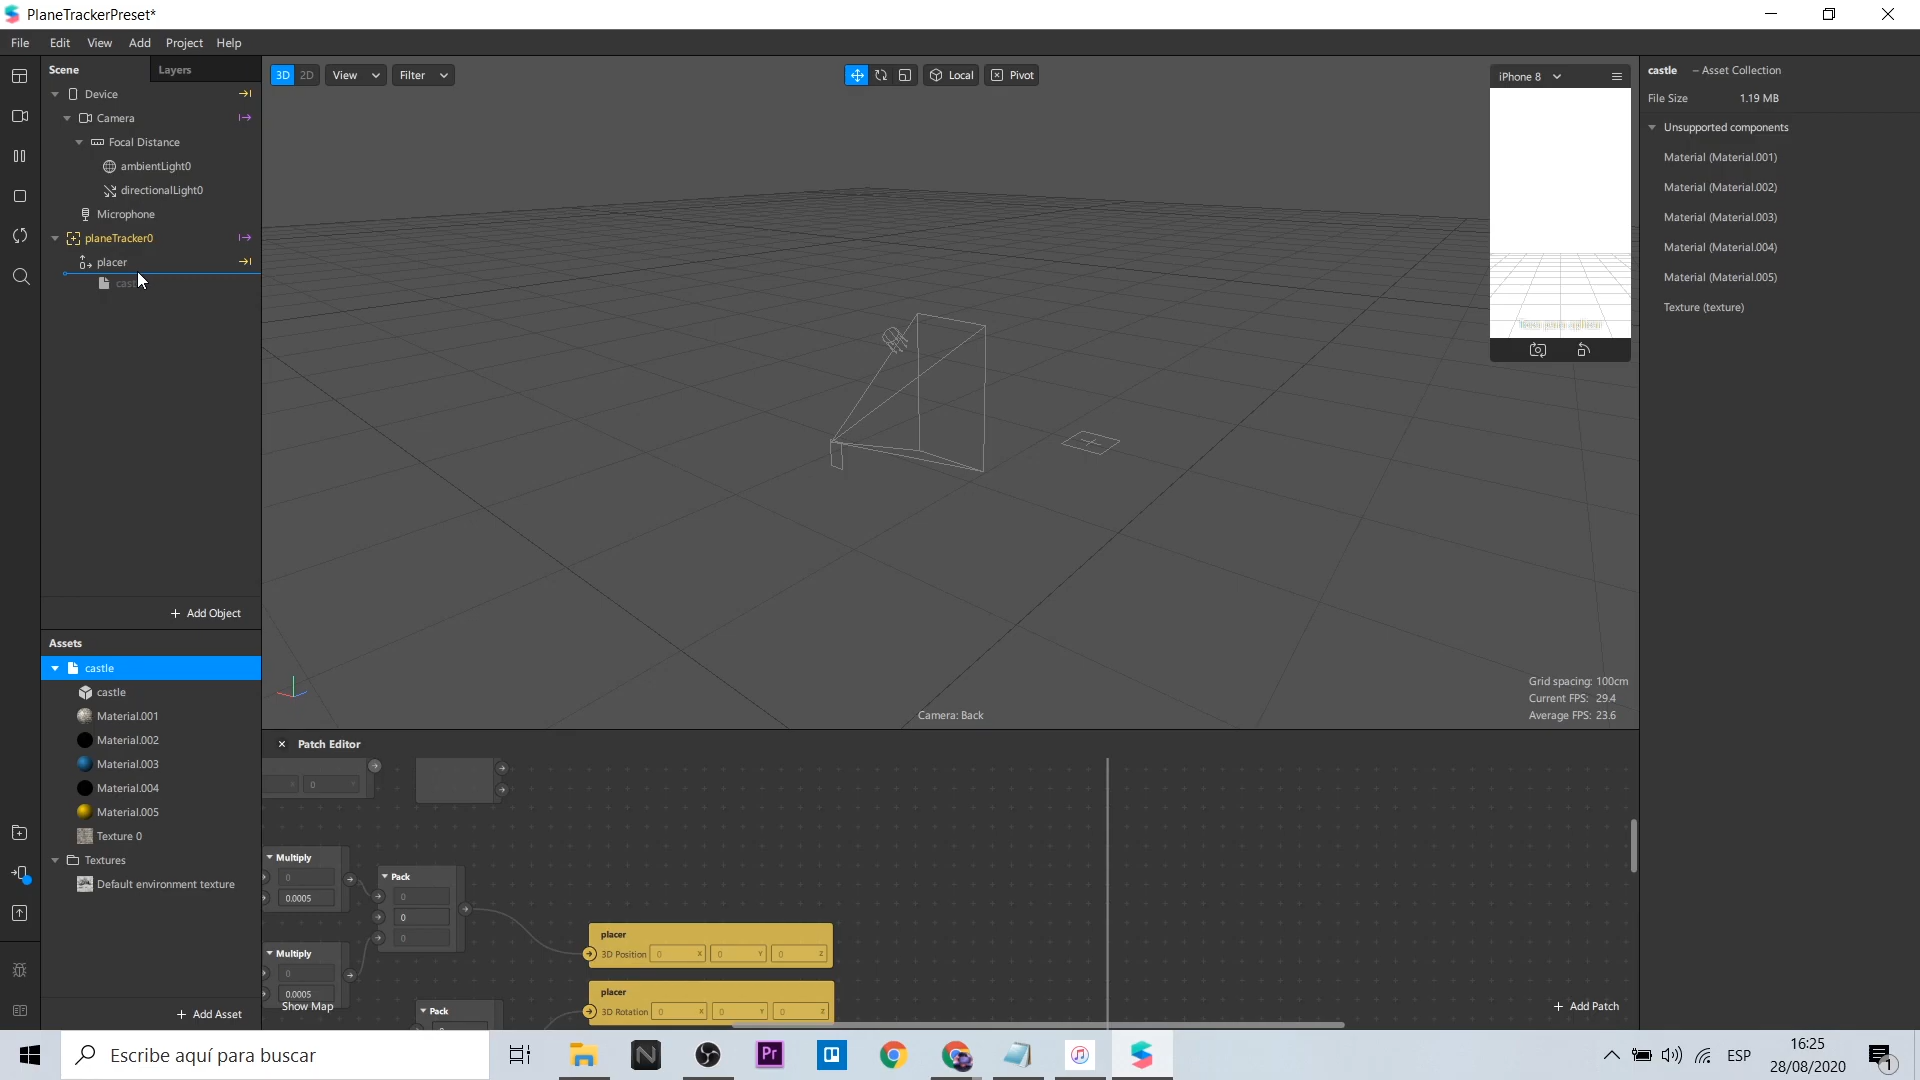 PlaneTrackerPreset*
File Edit View Add Project Help
Scene Layers
Device
Camera
Focal Distance
ambientLight0
directionalLight0
Microphone
planeTracker0
placer
+ Add Object
Assets
castle
castle
Material.001
Material.002
Material.003
Material.004
Material.005
Texture 0
Textures
Default environment texture
+ Add Asset
3D 2D View Filter
Local Pivot
iPhone 8
Grid spacing: 100cm
Current FPS: 29.4
Average FPS: 23.6
Camera: Back
castle – Asset Collection
File Size 1.19 MB
Unsupported components
Material (Material.001)
Material (Material.002)
Material (Material.003)
Material (Material.004)
Material (Material.005)
Texture (texture)
Patch Editor
0
Multiply
0
0.0005
Pack
0
0
0
Multiply
0
0.0005
Show Map
Pack
placer
3D Position 0 X 0 Y 0 Z
placer
3D Rotation 0 X 0 Y 0 Z
+ Add Patch
Escribe aquí para buscar
N
Pr
ESP
16:25
28/08/2020
1